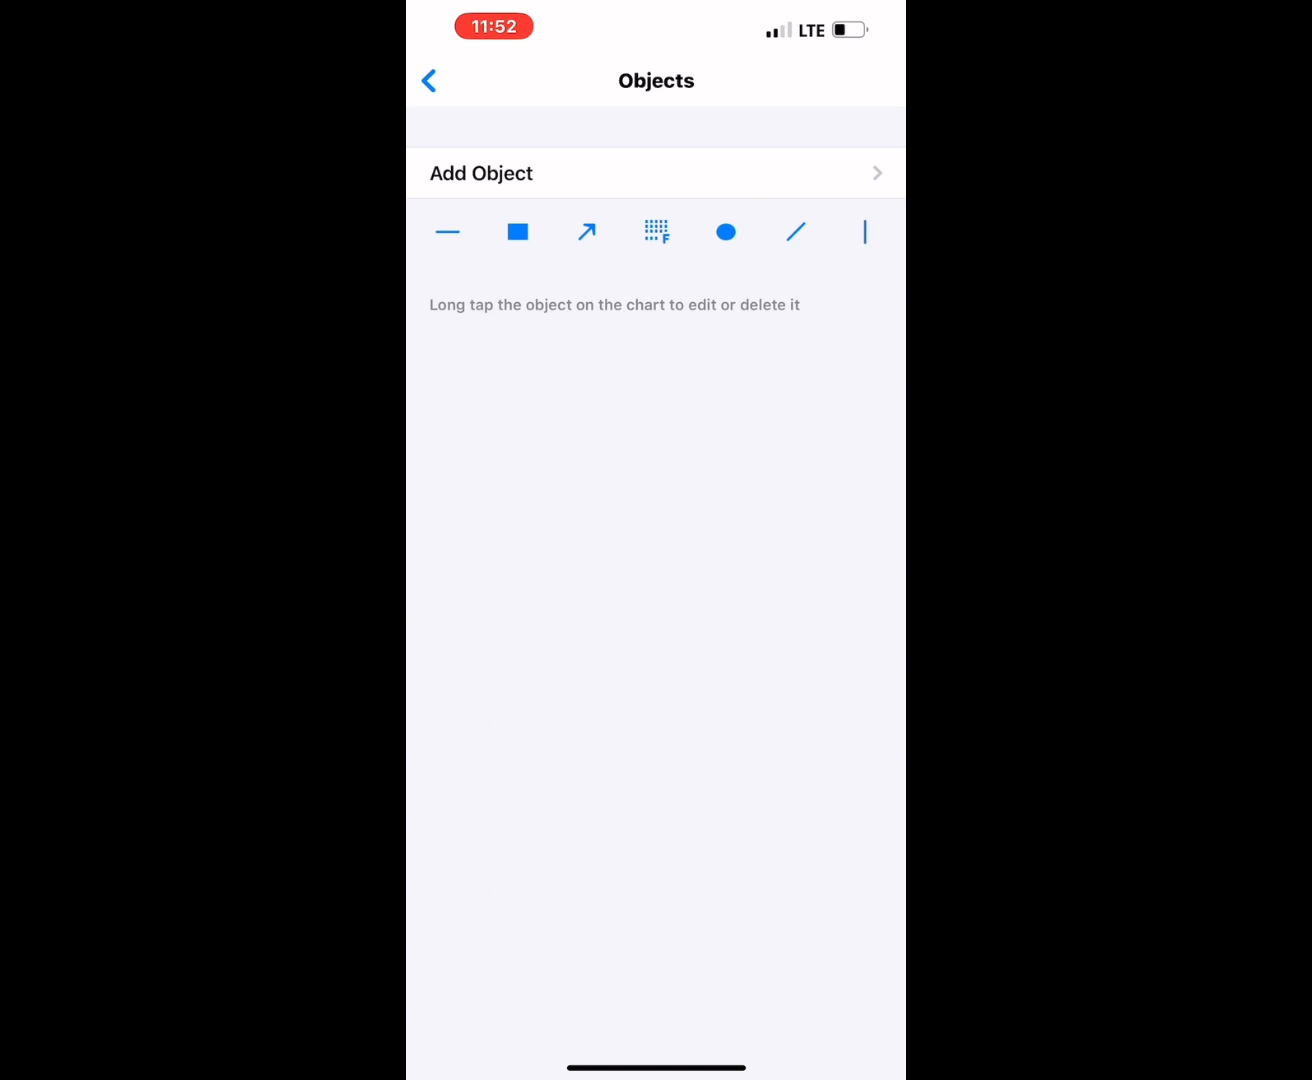 11:52
LTE
Objects
Add Object
F
Long tap the object on the chart to edit or delete it